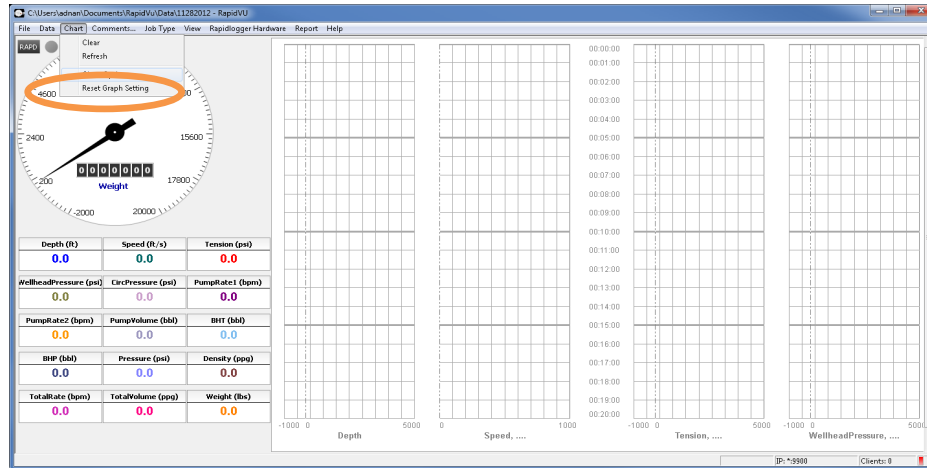 C:\Users\adnan\Documents\RapidVu\Data\11282012 - RapidVU
File Data Chart Comments... Job Type View Rapidlogger Hardware Report Help
RAPD
Clear
Refresh
Reset Graph Setting
4600
2400
15600
200
17800
-2000
20000
0 0 0 0 0 0 0
Weight
Depth (ft) Speed (ft/s) Tension (psi)
0.0 0.0 0.0
WellheadPressure (psi) CircPressure (psi) PumpRate1 (bpm)
0.0 0.0 0.0
PumpRate2 (bpm) PumpVolume (bbl) BHT (bbl)
0.0 0.0 0.0
BHP (bbl) Pressure (psi) Density (ppg)
0.0 0.0 0.0
TotalRate (bpm) TotalVolume (ppg) Weight (lbs)
0.0 0.0 0.0
00:00:00
00:01:00
00:02:00
00:03:00
00:04:00
00:05:00
00:06:00
00:07:00
00:08:00
00:09:00
00:10:00
00:11:00
00:12:00
00:13:00
00:14:00
00:15:00
00:16:00
00:17:00
00:18:00
00:19:00
00:20:00
-1000 0 5000 0 1000 -1000 0 5000 -1000 0 5000
Depth Speed, .... Tension, .... WellheadPressure, ....
IP: *:9900 Clients: 0